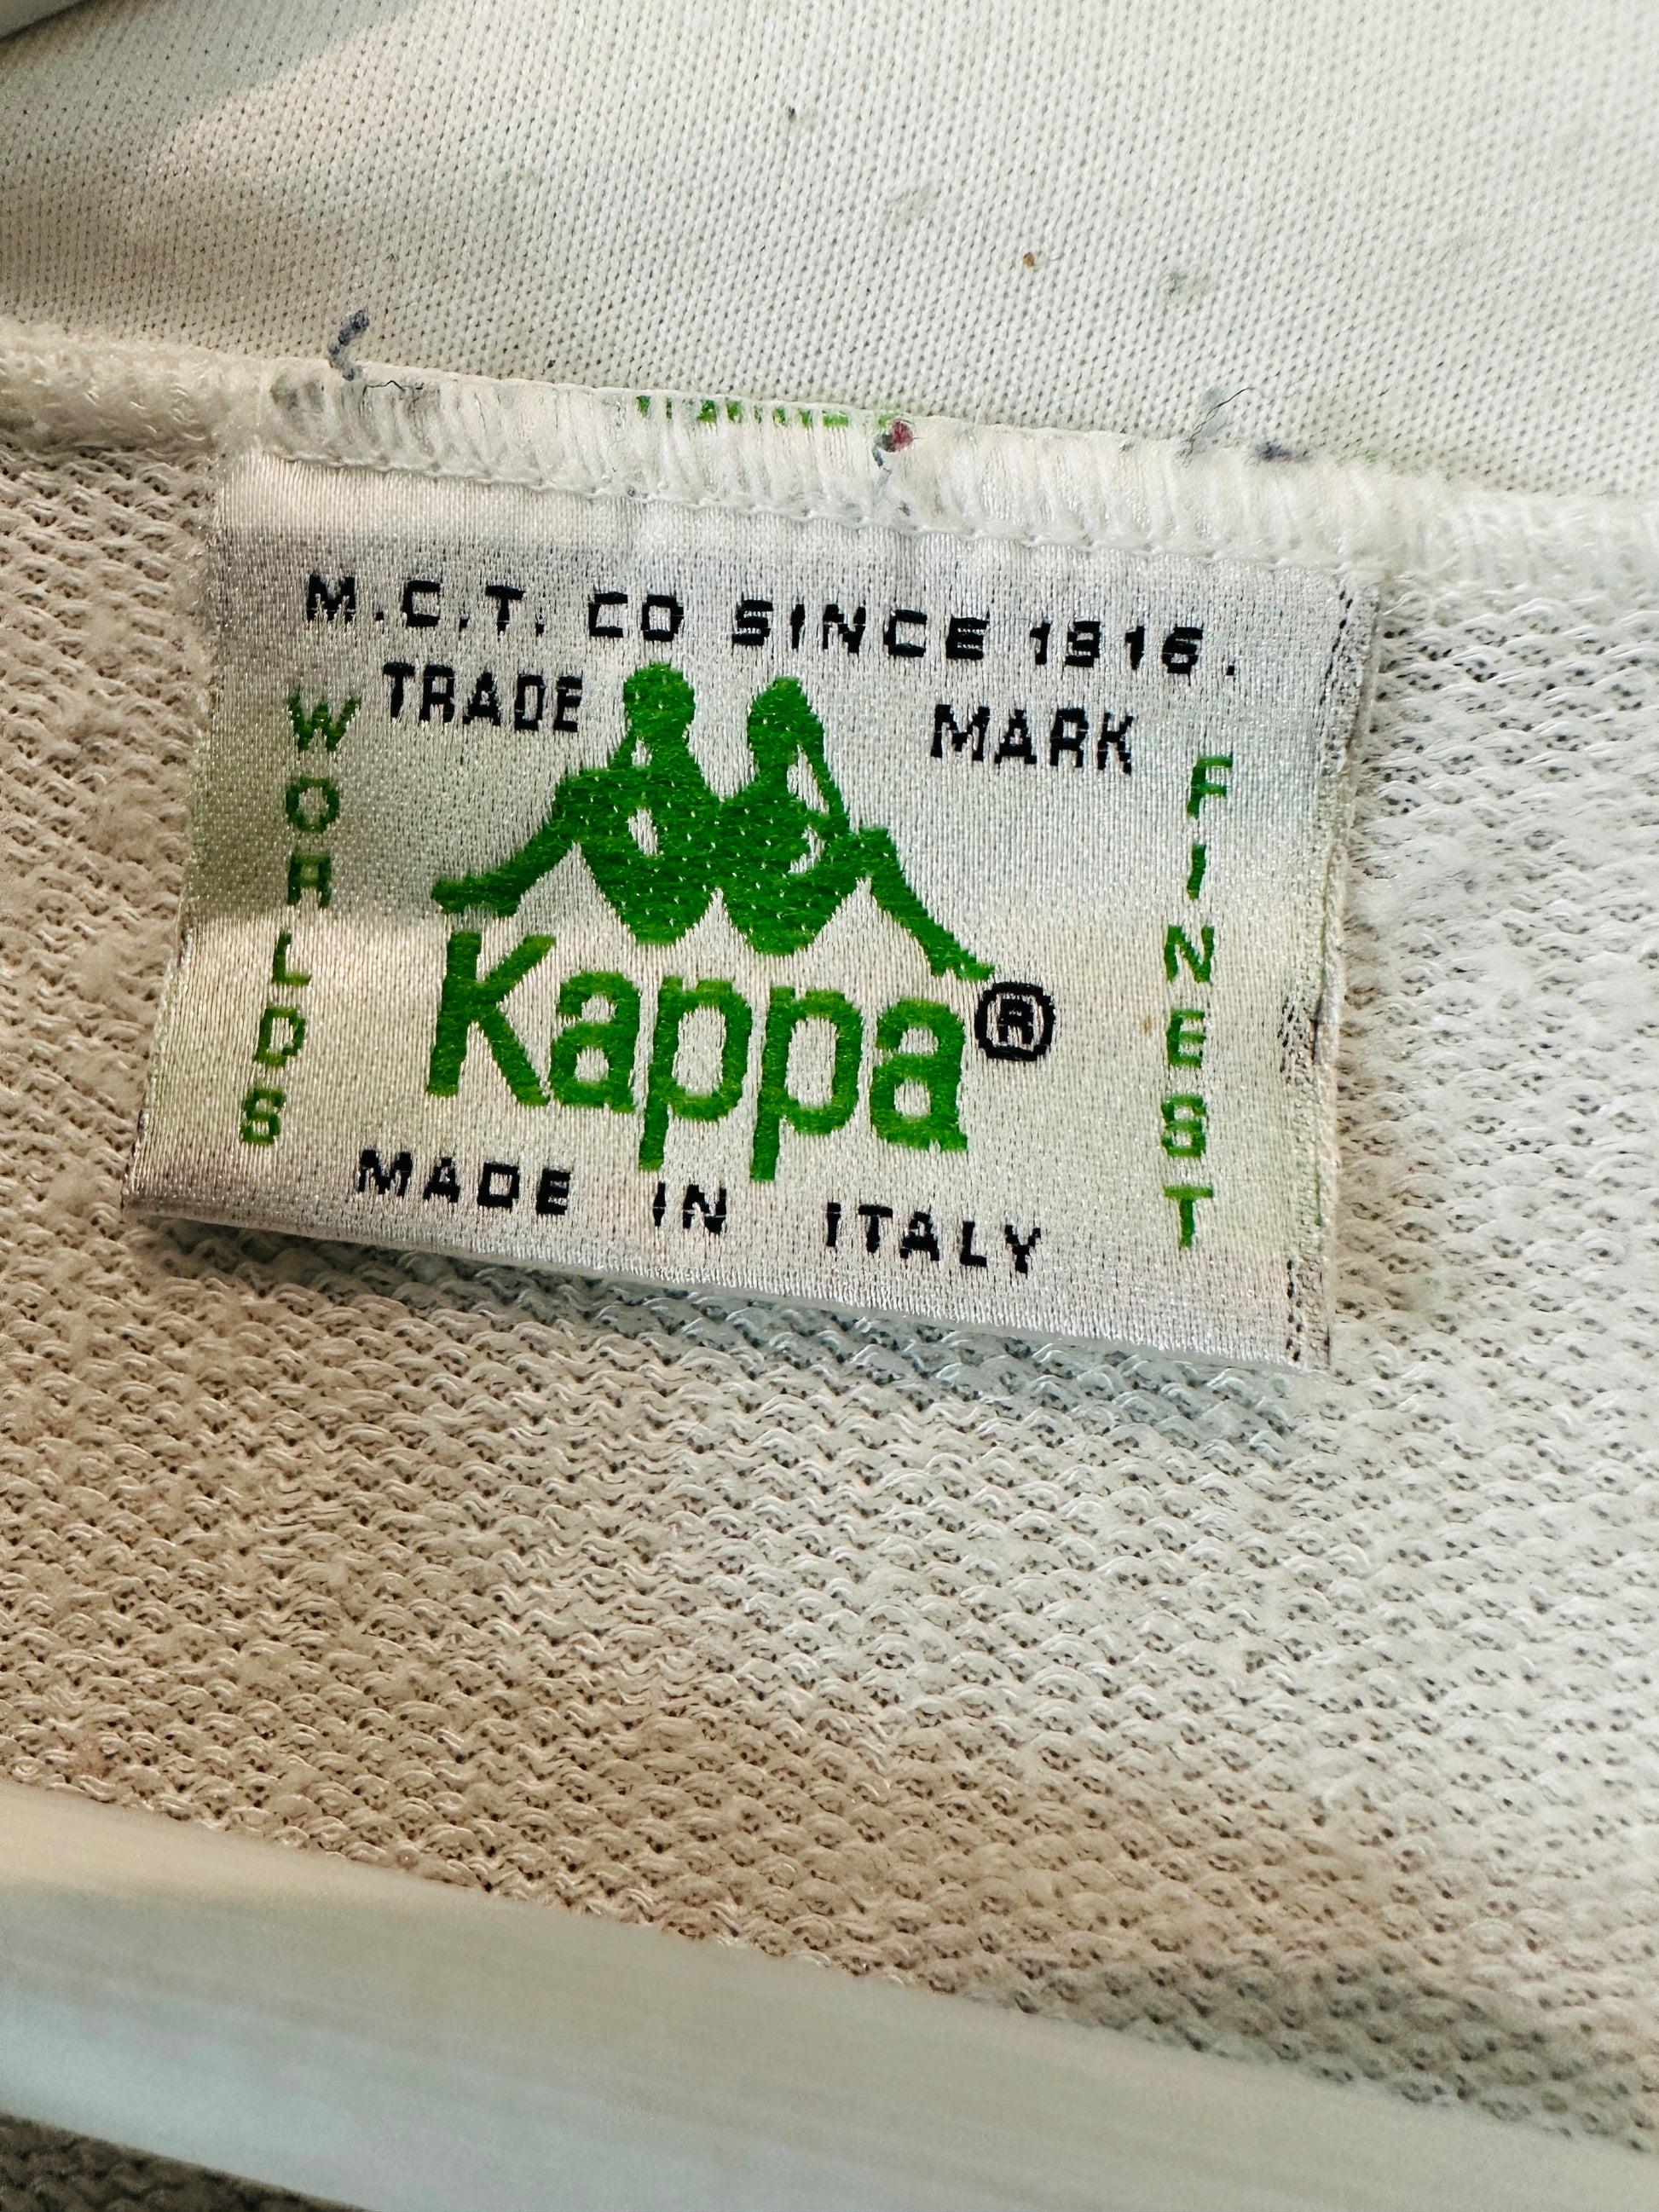 M.C.T. CO SINCE 1916.
TRADE MARK
WORLDS
FINEST
Kappa®
MADE IN ITALY